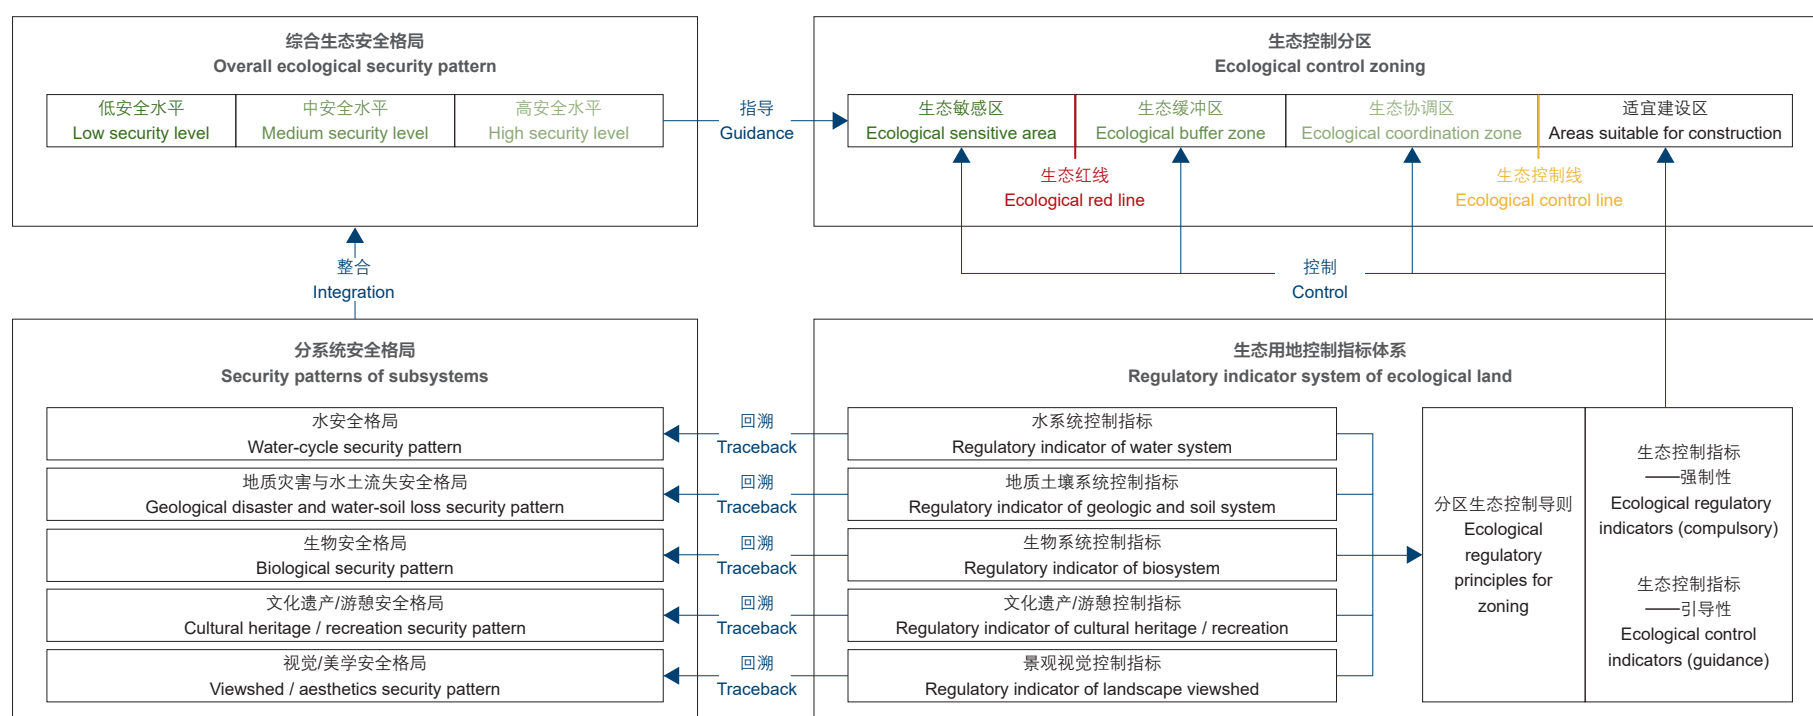 综合生态安全格局
Overall ecological security pattern
低安全水平
Low security level
中安全水平
Medium security level
高安全水平
High security level
指导
Guidance
生态控制分区
Ecological control zoning
生态敏感区
Ecological sensitive area
生态缓冲区
Ecological buffer zone
生态协调区
Ecological coordination zone
适宜建设区
Areas suitable for construction
生态红线
Ecological red line
生态控制线
Ecological control line
整合
Integration
控制
Control
分系统安全格局
Security patterns of subsystems
水安全格局
Water-cycle security pattern
地质灾害与水土流失安全格局
Geological disaster and water-soil loss security pattern
生物安全格局
Biological security pattern
文化遗产/游憩安全格局
Cultural heritage / recreation security pattern
视觉/美学安全格局
Viewshed / aesthetics security pattern
回溯
Traceback
回溯
Traceback
回溯
Traceback
回溯
Traceback
回溯
Traceback
生态用地控制指标体系
Regulatory indicator system of ecological land
水系统控制指标
Regulatory indicator of water system
地质土壤系统控制指标
Regulatory indicator of geologic and soil system
生物系统控制指标
Regulatory indicator of biosystem
文化遗产/游憩控制指标
Regulatory indicator of cultural heritage / recreation
景观视觉控制指标
Regulatory indicator of landscape viewshed
分区生态控制导则
Ecological
regulatory
principles for
zoning
生态控制指标
——强制性
Ecological regulatory
indicators (compulsory)
生态控制指标
——引导性
Ecological control
indicators (guidance)